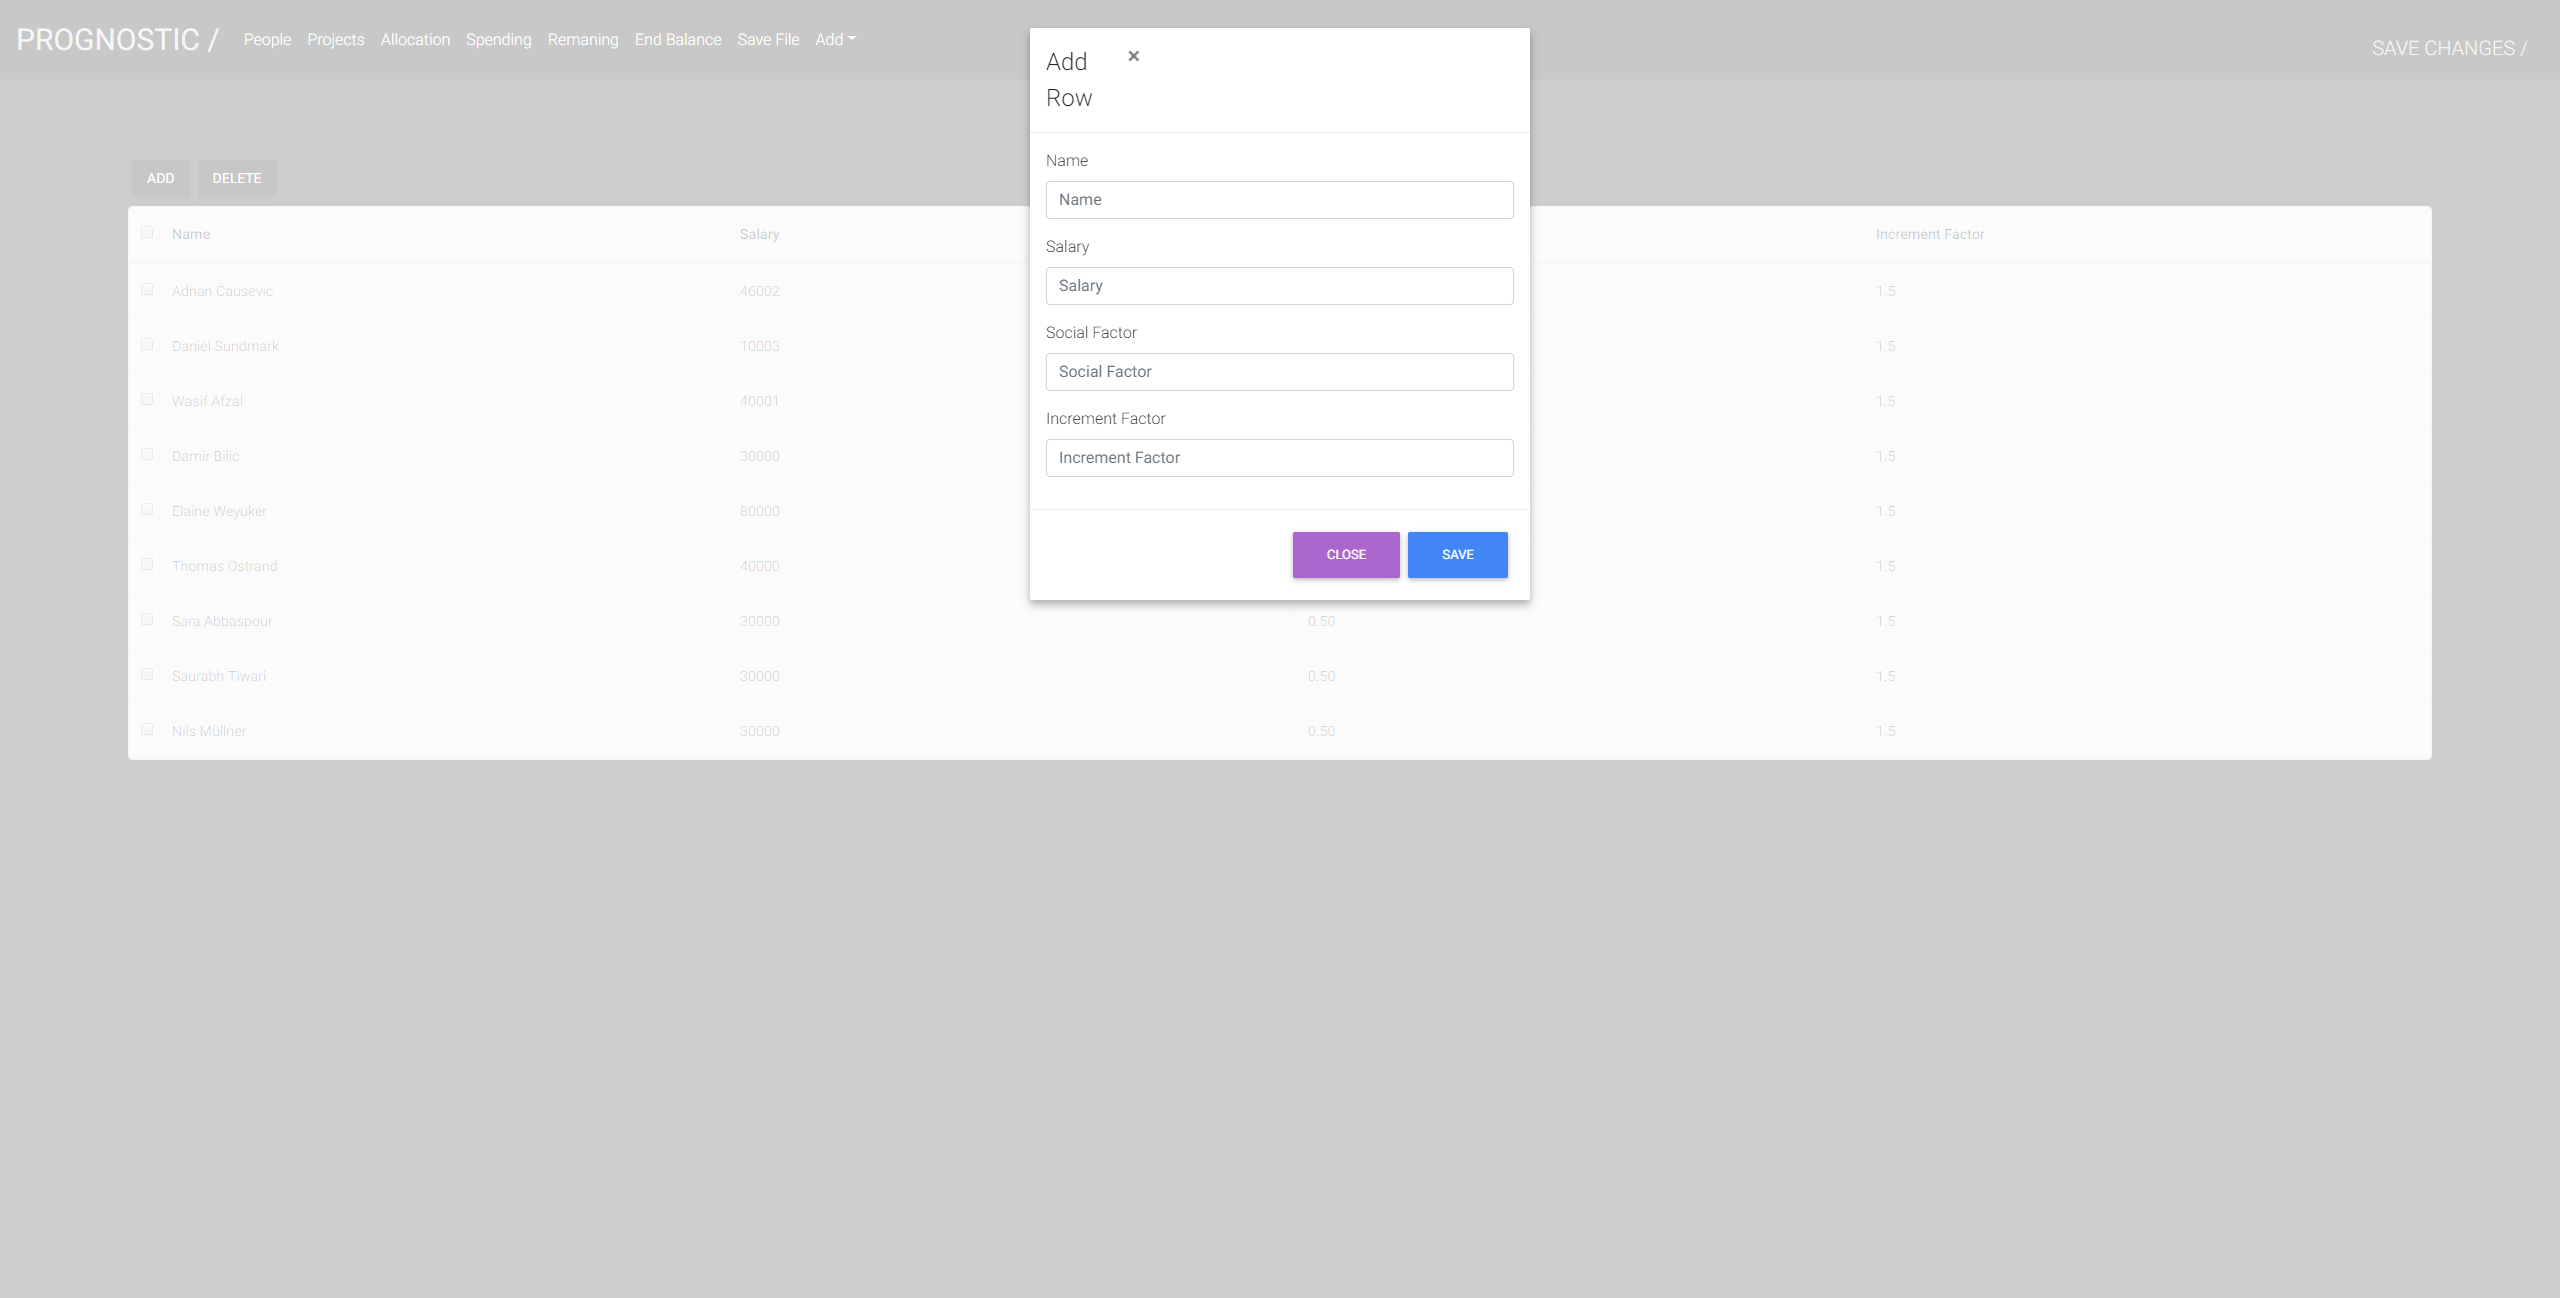 PROGNOSTIC / People Projects Allocation Spending Remaning End Balance Save File Add
SAVE CHANGES /
Add
Row
×
Name
Name
Salary
Salary
Social Factor
Social Factor
Increment Factor
Increment Factor
CLOSE SAVE
ADD DELETE
Name Salary Increment Factor
Adnan Causevic 46002 1.5
Daniel Sundmark 10003 1.5
Wasif Afzal 40001 1.5
Damir Bilic 30000 1.5
Elaine Weyuker 80000 1.5
Thomas Ostrand 40000 1.5
Sara Abbaspour 30000 0.50 1.5
Saurabh Tiwari 30000 0.50 1.5
Nils Müllner 30000 0.50 1.5